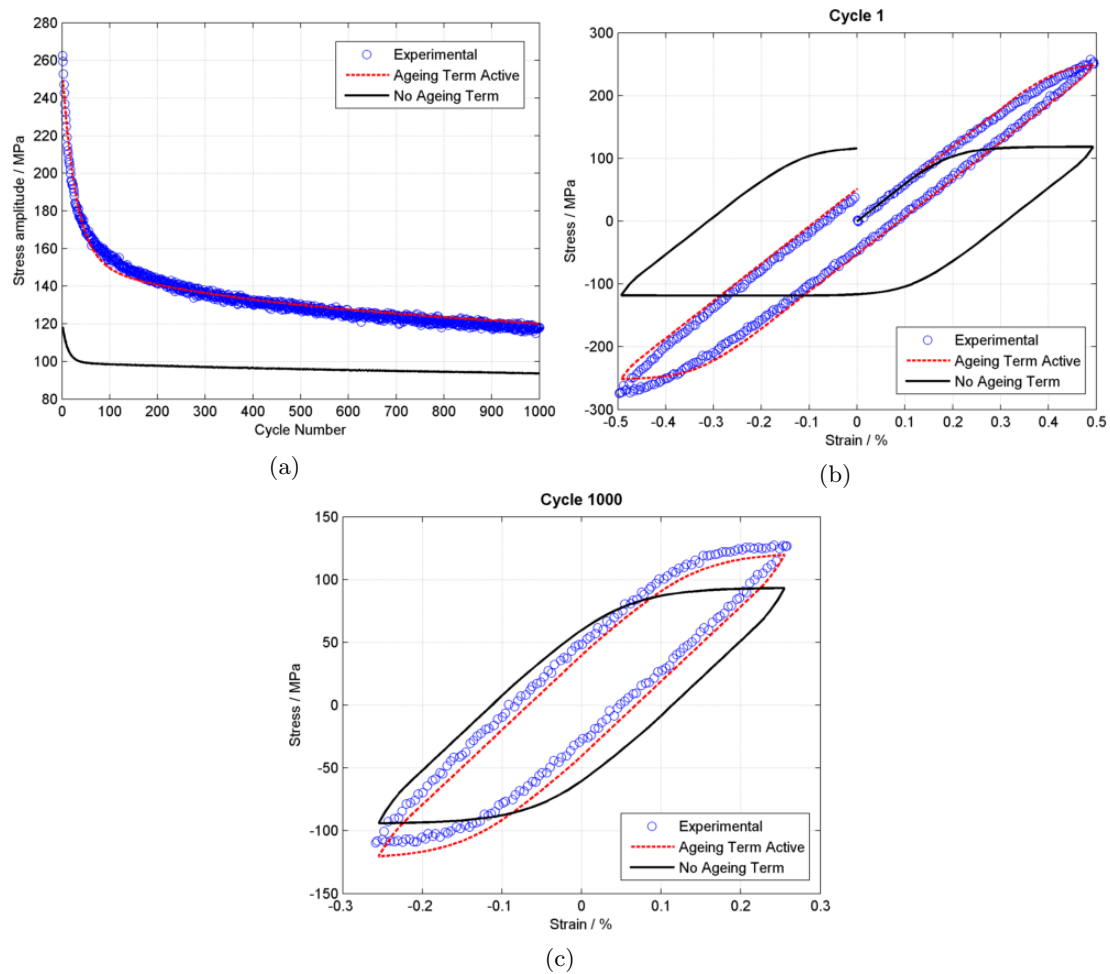 280
260
240
220
200
180
160
140
120
100
80
Stress amplitude / MPa
Experimental
Ageing Term Active
No Ageing Term
0 100 200 300 400 500 600 700 800 900 1000
Cycle Number
(a)
Cycle 1
300
200
100
0
-100
-200
-300
Stress / MPa
Experimental
Ageing Term Active
No Ageing Term
-0.5 -0.4 -0.3 -0.2 -0.1 0 0.1 0.2 0.3 0.4 0.5
Strain / %
(b)
Cycle 1000
150
100
50
0
-50
-100
-150
Stress / MPa
Experimental
Ageing Term Active
No Ageing Term
-0.3 -0.2 -0.1 0 0.1 0.2 0.3
Strain / %
(c)